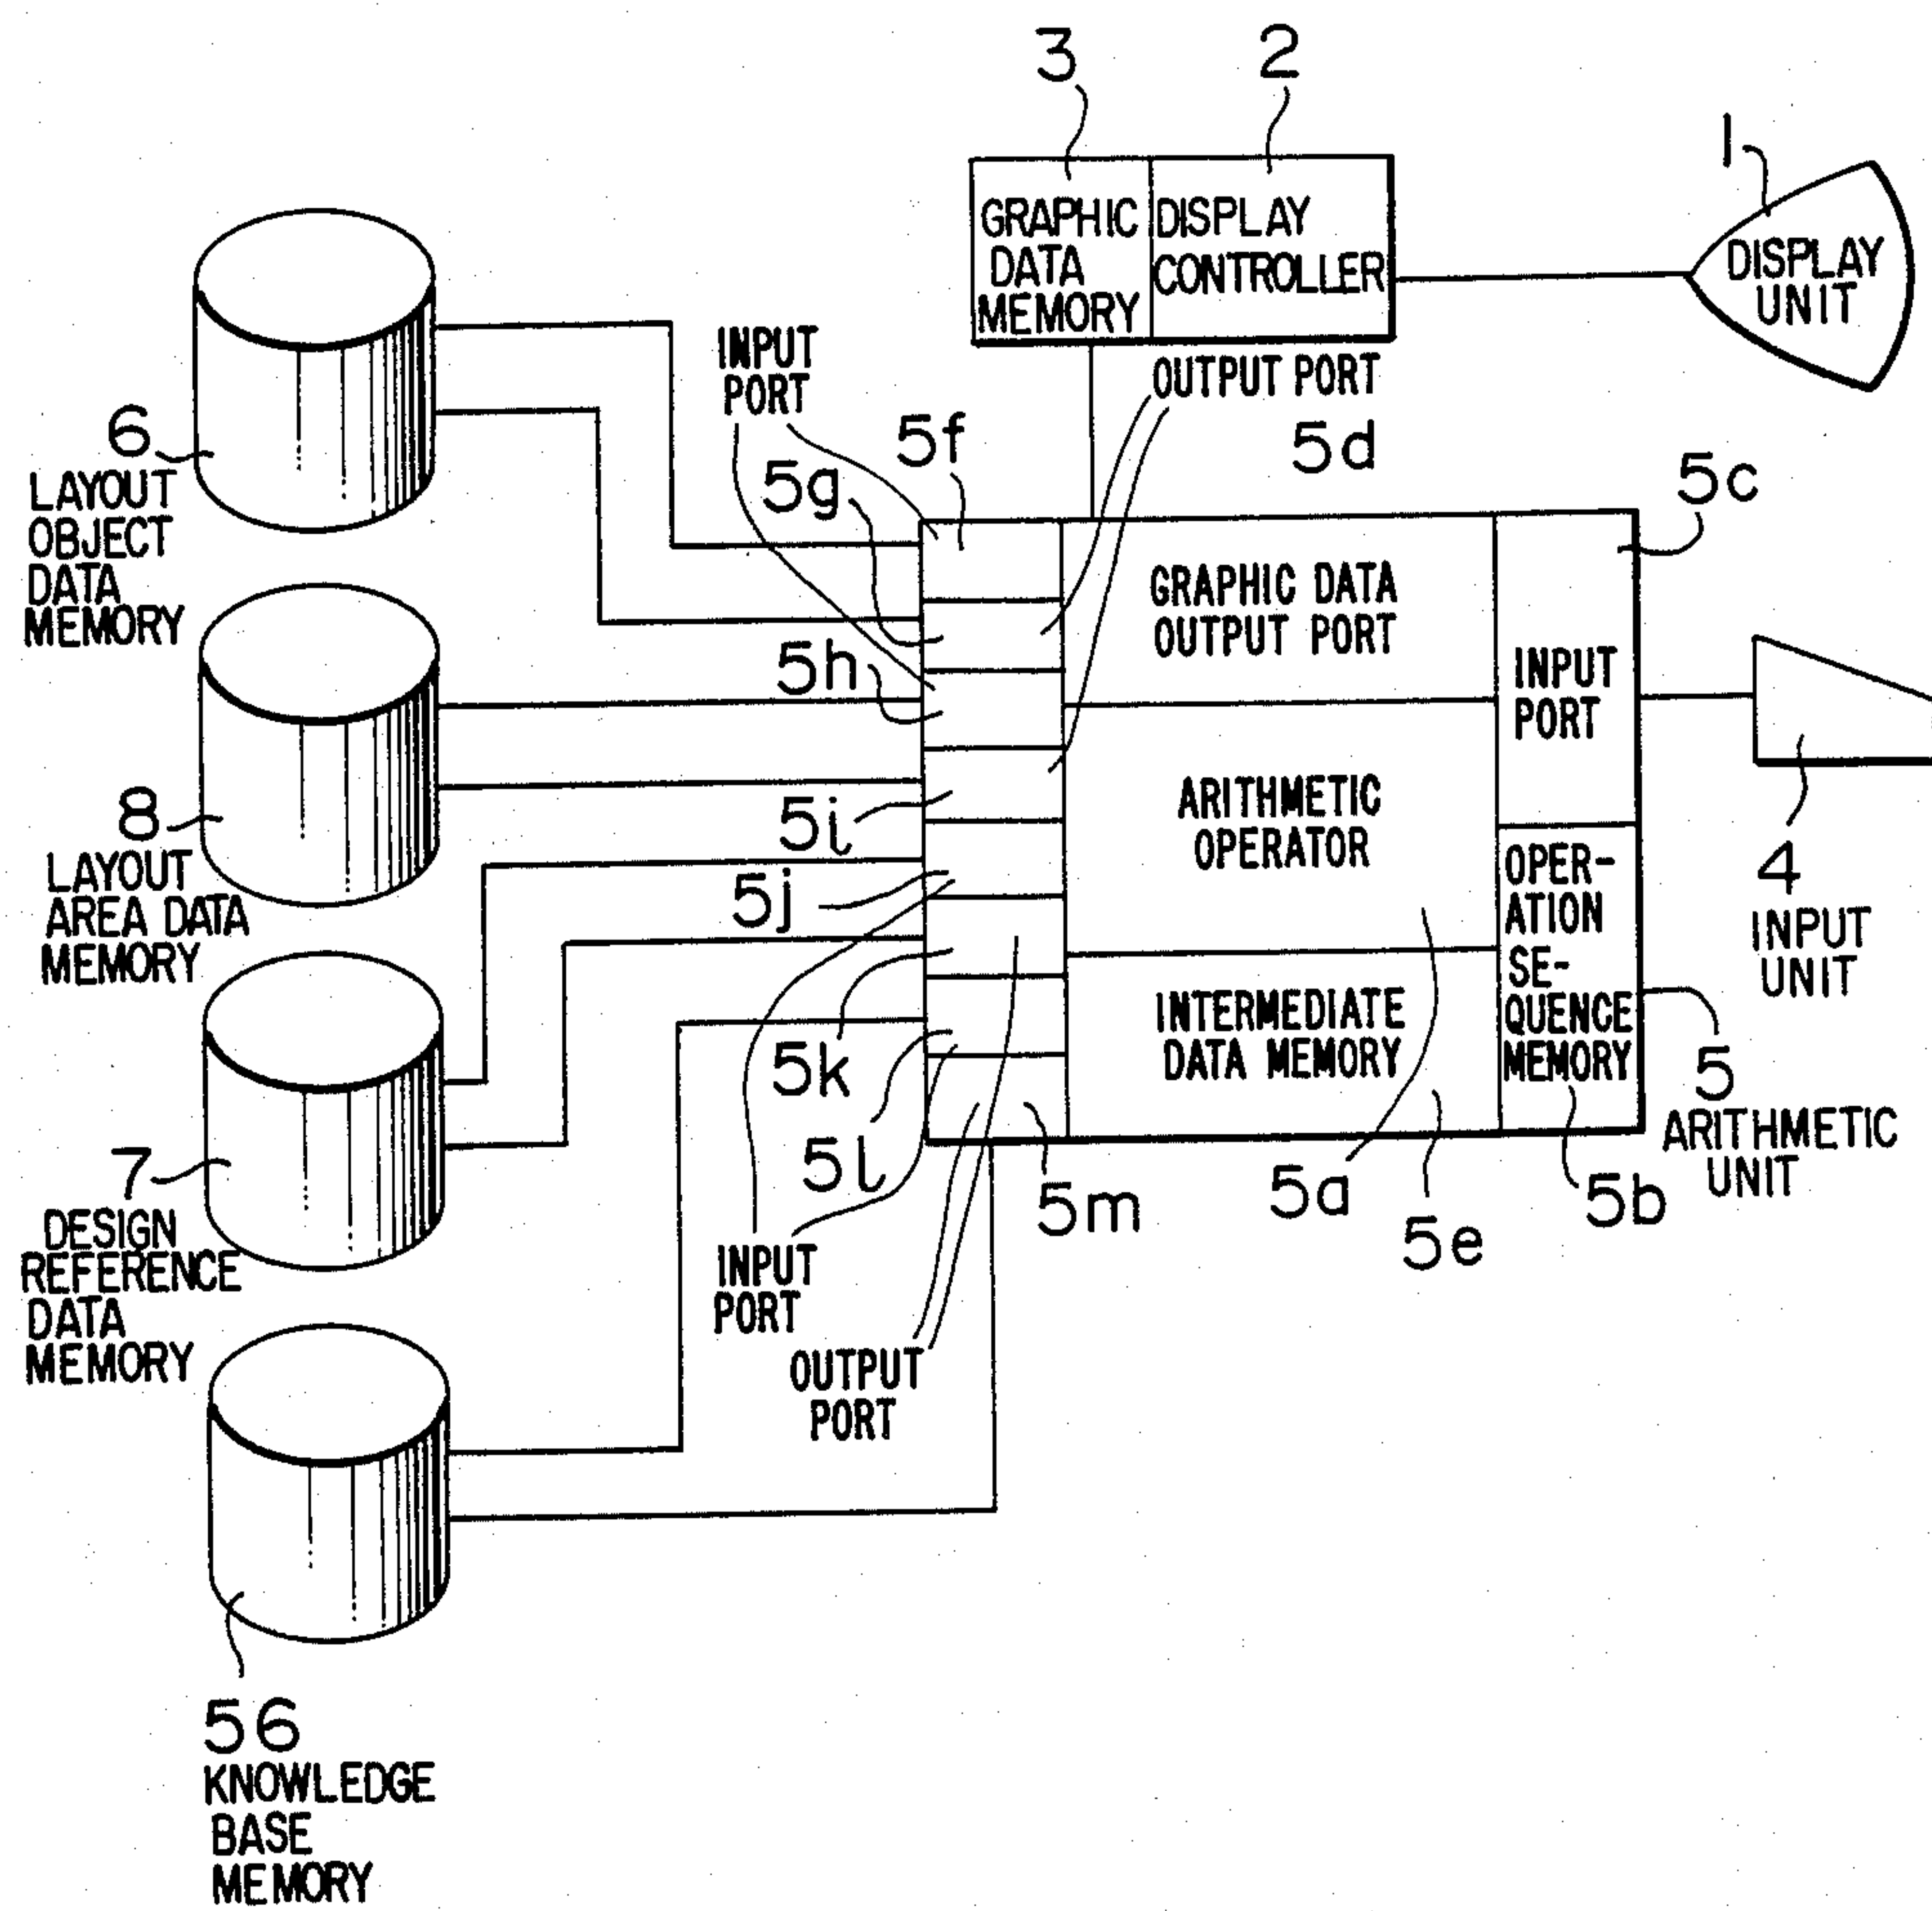 3
2
1
GRAPHIC
DATA
MEMORY
DISPLAY
CONTROLLER
DISPLAY
UNIT
INPUT
PORT
OUTPUT PORT
5f
5d
5g
5c
6
LAYOUT
OBJECT
DATA
MEMORY
GRAPHIC DATA
OUTPUT PORT
INPUT
PORT
5h
8
LAYOUT
AREA DATA
MEMORY
5i
5j
ARITHMETIC
OPERATOR
OPER-
ATION
SE-
QUENCE
MEMORY
4
INPUT
UNIT
INTERMEDIATE
DATA MEMORY
5k
5l
5m
5a
5e
5b
5
ARITHMETIC
UNIT
7
DESIGN
REFERENCE
DATA
MEMORY
INPUT
PORT
OUTPUT
PORT
56
KNOWLEDGE
BASE
MEMORY